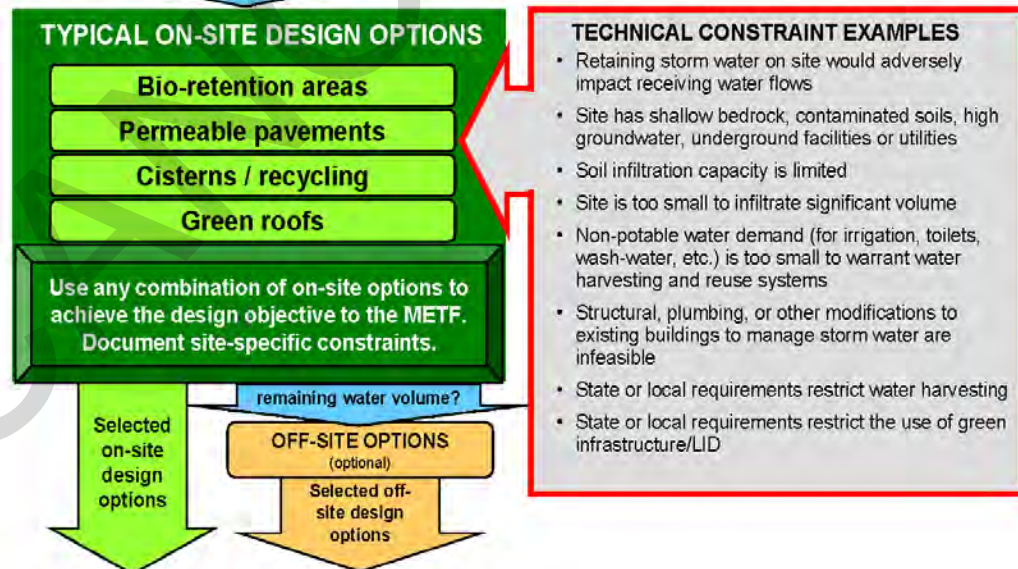 TYPICAL ON-SITE DESIGN OPTIONS
Bio-retention areas
Permeable pavements
Cisterns / recycling
Green roofs
Use any combination of on-site options to
achieve the design objective to the METF.
Document site-specific constraints.
Selected
on-site
design
options
remaining water volume?
OFF-SITE OPTIONS
(optional)
Selected off-
site design
options
TECHNICAL CONSTRAINT EXAMPLES
• Retaining storm water on site would adversely
impact receiving water flows
• Site has shallow bedrock, contaminated soils, high
groundwater, underground facilities or utilities
• Soil infiltration capacity is limited
• Site is too small to infiltrate significant volume
• Non-potable water demand (for irrigation, toilets,
wash-water, etc.) is too small to warrant water
harvesting and reuse systems
• Structural, plumbing, or other modifications to
existing buildings to manage storm water are
infeasible
• State or local requirements restrict water harvesting
• State or local requirements restrict the use of green
infrastructure/LID